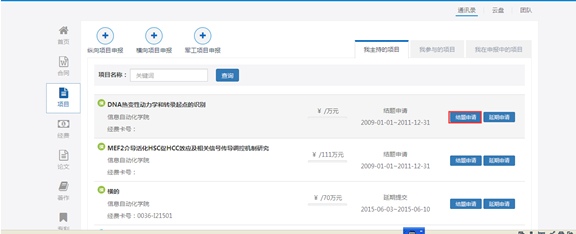 通讯录 云盘 团队
首页
合同
项目
经费
论文
著作
纵向项目申报 横向项目申报 军工项目申报
我主持的项目 我参与的项目 我在申报中的项目
项目名称： 关键词 查询
DNA热变性动力学和转录起点的识别
信息自动化学院
经费卡号：
¥ /万元
结题申请
2009-01-01~2011-12-31
结题申请 延期申请
MEF2介导活化HSC促HCC效应及相关信号传导调控机制研究
信息自动化学院
经费卡号：
¥ /111万元
结题申请
2009-01-01~2011-12-31
结题申请 延期申请
横的
信息自动化学院
经费卡号：0036-I21501
¥ /70万元
延期提交
2015-06-03~2015-06-10
结题申请 延期申请